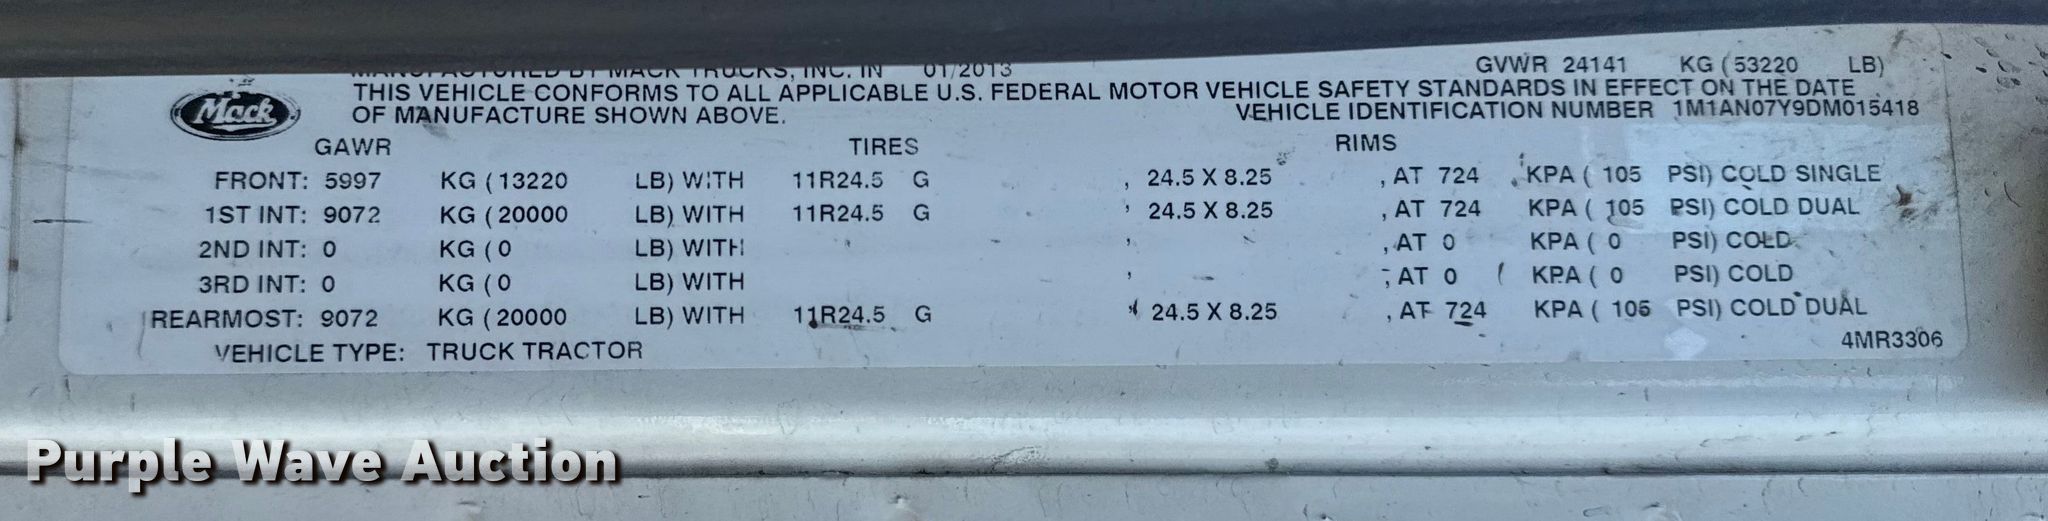 MANUFACTURED BY MACK TRUCKS, INC. IN 01/2013 GVWR 24141 KG (53220 LB)
Mack THIS VEHICLE CONFORMS TO ALL APPLICABLE U.S. FEDERAL MOTOR VEHICLE SAFETY STANDARDS IN EFFECT ON THE DATE
OF MANUFACTURE SHOWN ABOVE. VEHICLE IDENTIFICATION NUMBER 1M1AN07Y9DM015418
GAWR TIRES RIMS
FRONT: 5997 KG (13220 LB) WITH 11R24.5 G , 24.5 X 8.25 , AT 724 KPA ( 105 PSI) COLD SINGLE
1ST INT: 9072 KG (20000 LB) WITH 11R24.5 G , 24.5 X 8.25 , AT 724 KPA ( 105 PSI) COLD DUAL
2ND INT: 0 KG (0 LB) WITH , , AT 0 KPA ( 0 PSI) COLD
3RD INT: 0 KG (0 LB) WITH , , AT 0 KPA ( 0 PSI) COLD
REARMOST: 9072 KG (20000 LB) WITH 11R24.5 G , 24.5 X 8.25 , AT 724 KPA ( 105 PSI) COLD DUAL
VEHICLE TYPE: TRUCK TRACTOR 4MR3306
Purple Wave Auction